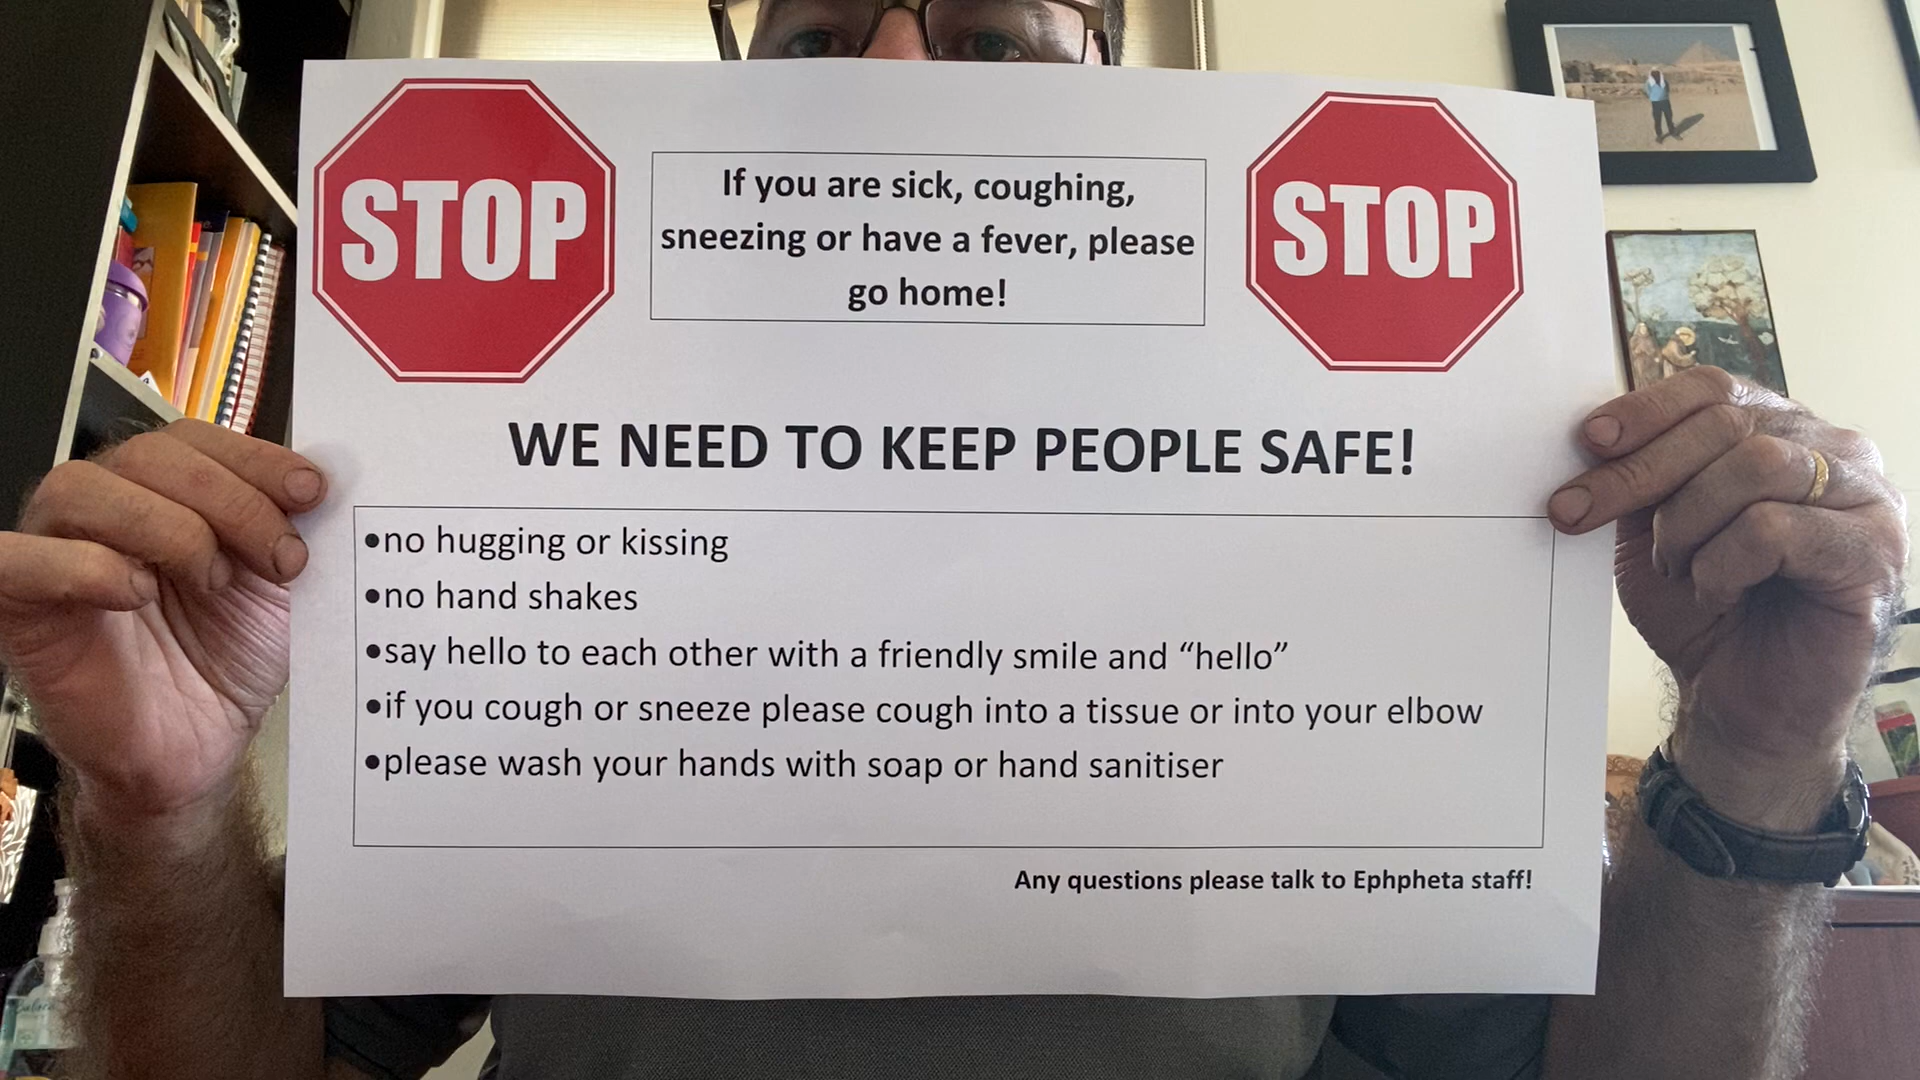 STOP
If you are sick, coughing,
sneezing or have a fever, please
go home!
STOP
WE NEED TO KEEP PEOPLE SAFE!
•no hugging or kissing
•no hand shakes
•say hello to each other with a friendly smile and “hello”
•if you cough or sneeze please cough into a tissue or into your elbow
•please wash your hands with soap or hand sanitiser
Any questions please talk to Ephpheta staff!